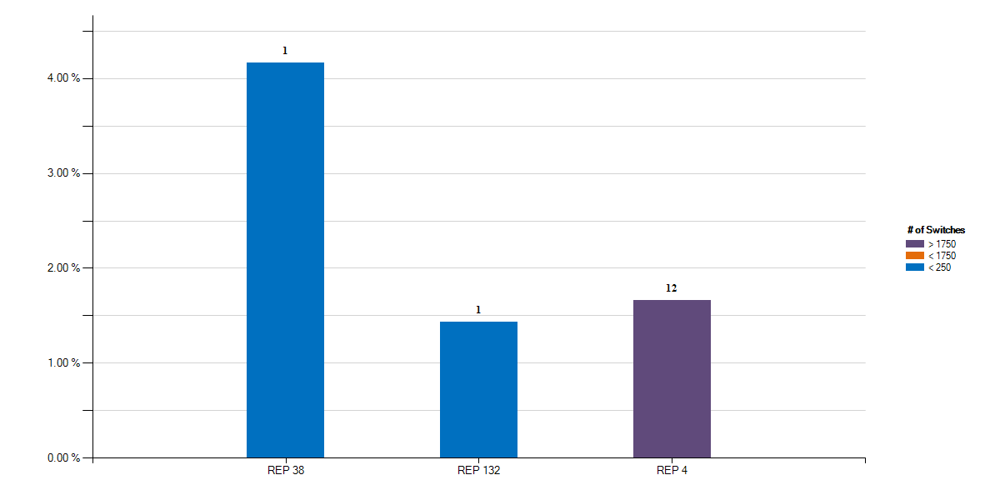 4.00 %
3.00 %
2.00 %
1.00 %
0.00 %
1
1
12
REP 38
REP 132
REP 4
# of Switches
> 1750
< 1750
< 250